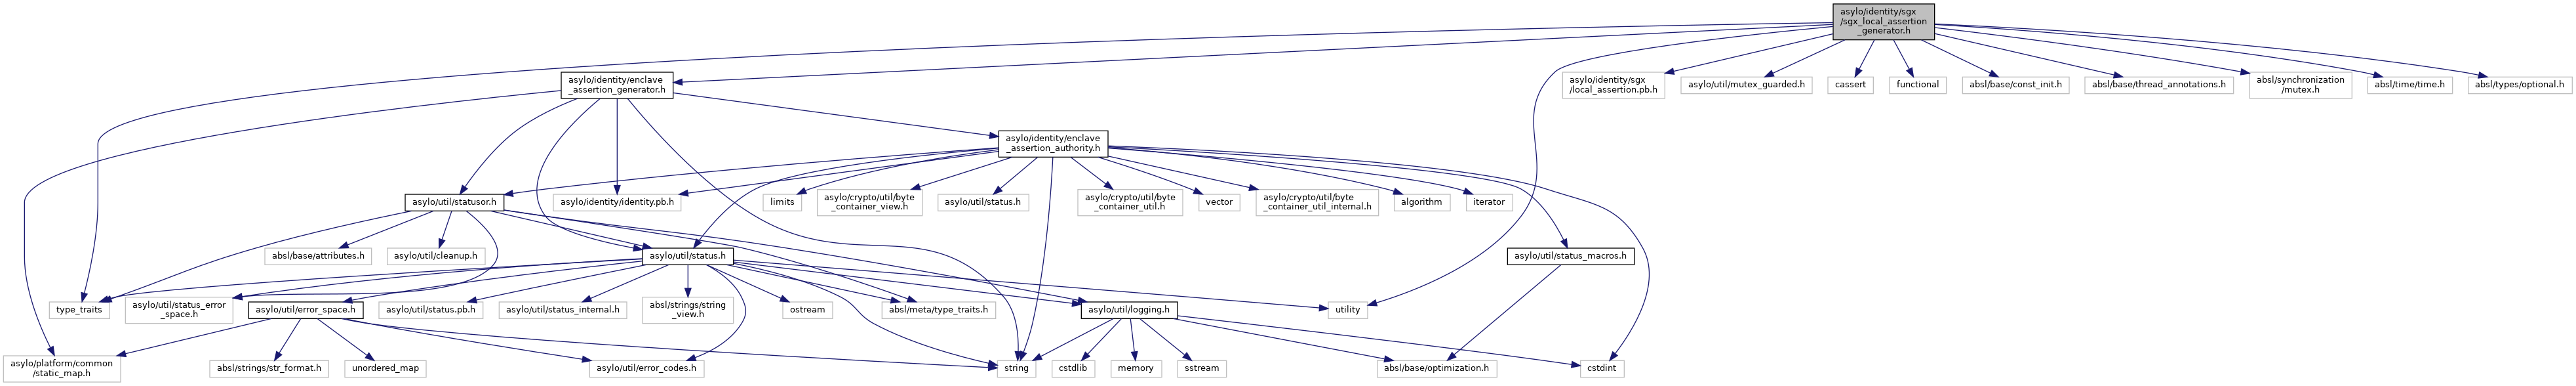 asylo/identity/sgx
/sgx_local_assertion
_generator.h
asylo/identity/enclave
_assertion_generator.h
asylo/identity/sgx
/local_assertion.pb.h
asylo/util/mutex_guarded.h
cassert
functional
absl/base/const_init.h
absl/base/thread_annotations.h
absl/synchronization
/mutex.h
absl/time/time.h
absl/types/optional.h
asylo/identity/enclave
_assertion_authority.h
asylo/util/statusor.h
asylo/identity/identity.pb.h
limits
asylo/crypto/util/byte
_container_view.h
asylo/util/status.h
asylo/crypto/util/byte
_container_util.h
vector
asylo/crypto/util/byte
_container_util_internal.h
algorithm
iterator
absl/base/attributes.h
asylo/util/cleanup.h
asylo/util/status.h
asylo/util/status_macros.h
type_traits
asylo/util/status_error
_space.h
asylo/util/error_space.h
asylo/util/status.pb.h
asylo/util/status_internal.h
absl/strings/string
_view.h
ostream
absl/meta/type_traits.h
asylo/util/logging.h
utility
asylo/platform/common
/static_map.h
absl/strings/str_format.h
unordered_map
asylo/util/error_codes.h
string
cstdlib
memory
sstream
absl/base/optimization.h
cstdint